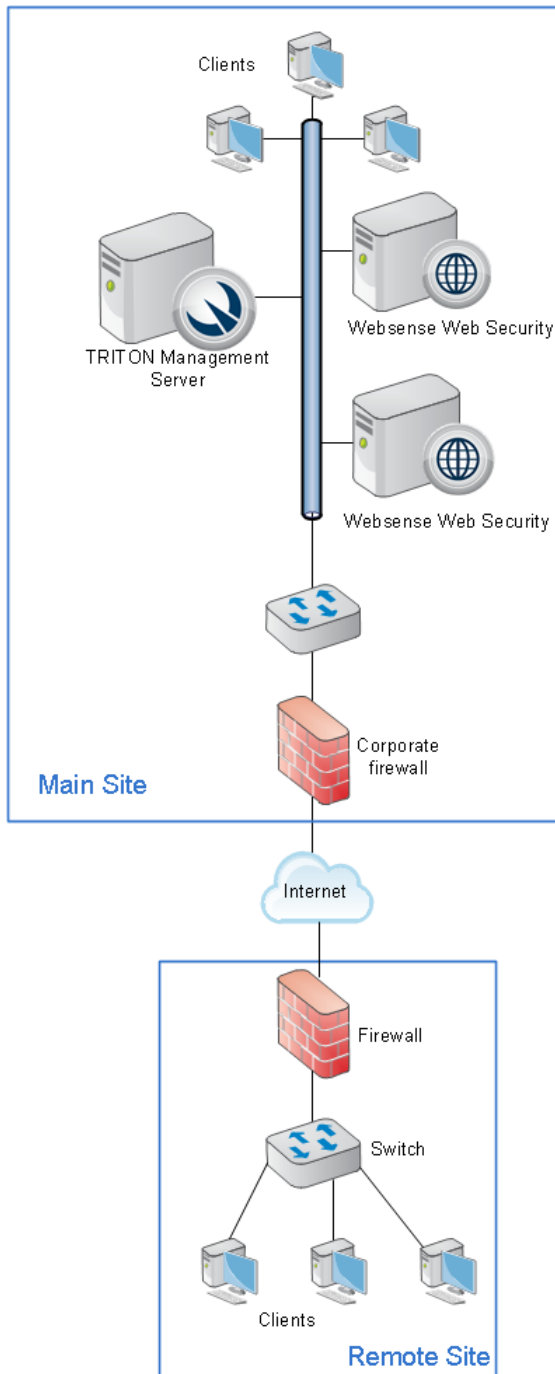 Clients
TRITON Management
Server
Websense Web Security
Websense Web Security
Corporate
firewall
Main Site
Internet
Firewall
Switch
Clients
Remote Site